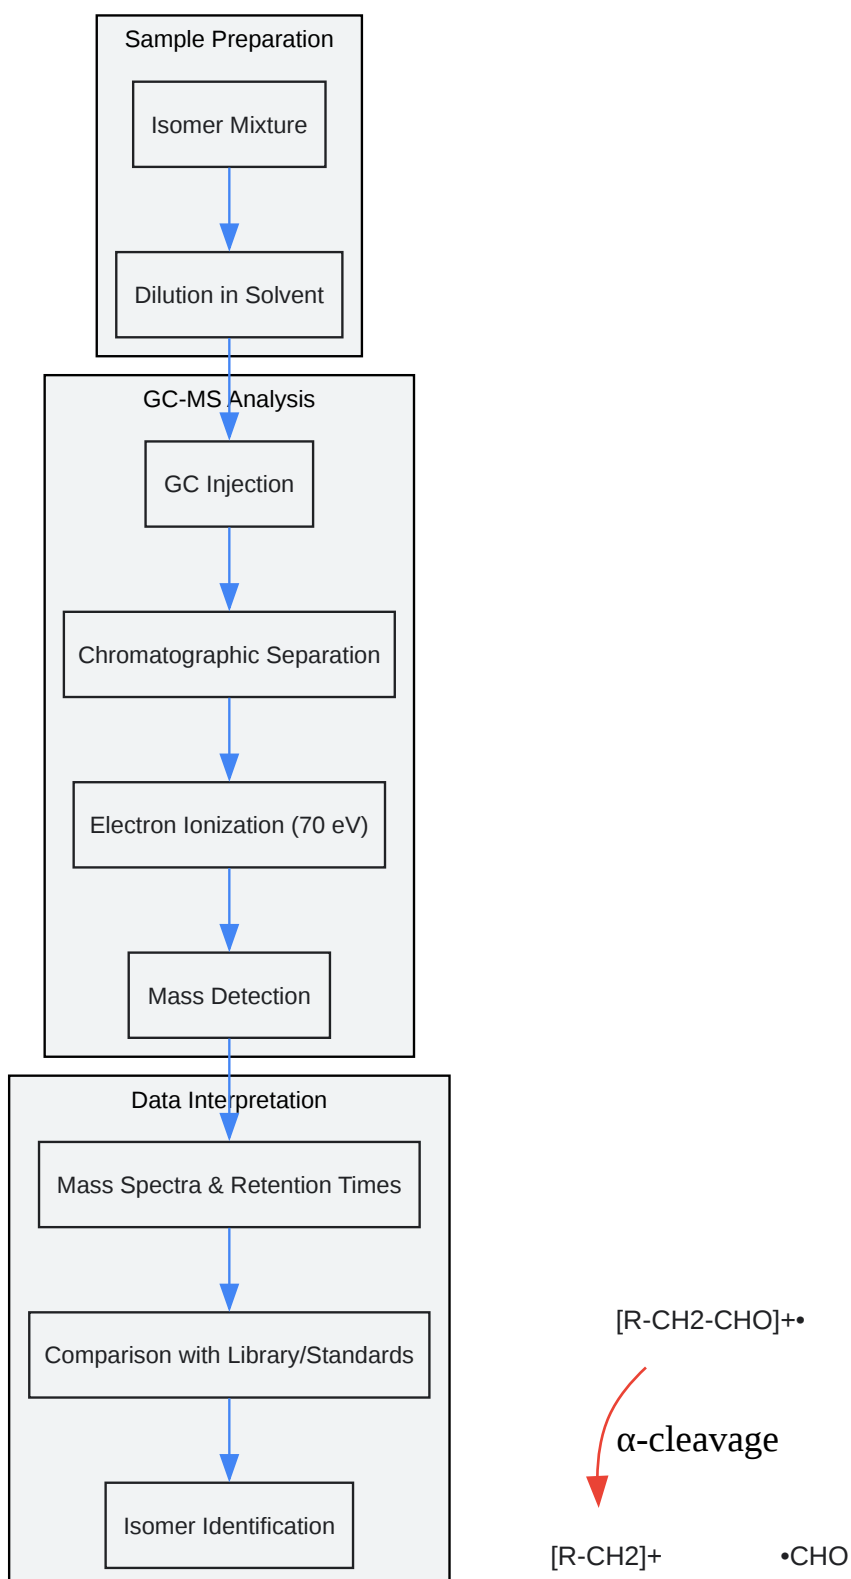 Sample Preparation
Isomer Mixture
Dilution in Solvent
GC-MS Analysis
GC Injection
Chromatographic Separation
Electron Ionization (70 eV)
Mass Detection
Data Interpretation
Mass Spectra & Retention Times
Comparison with Library/Standards
Isomer Identification
[R-CH2-CHO]+•
α-cleavage
[R-CH2]+
•CHO